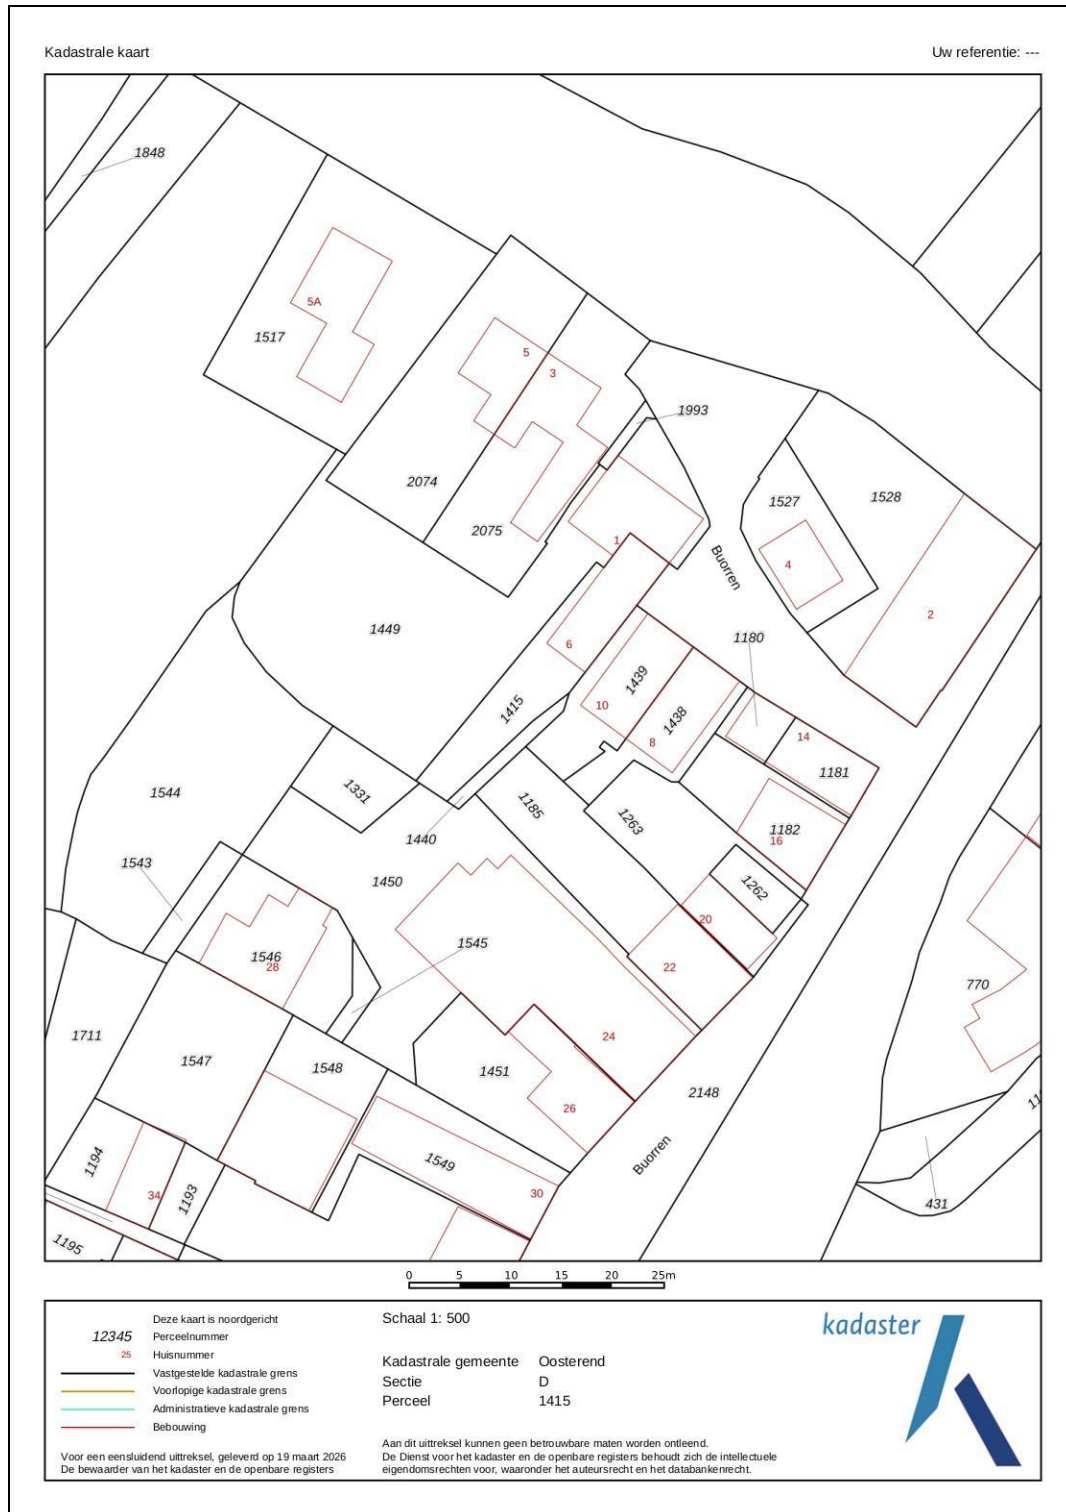 Kadastrale kaart
Uw referentie: ---
1848
5A
1517
5
3
1993
2074
1527
1528
2075
1
4
Buorren
2
1449
6
1180
1439
1415
10
1438
8
14
1181
1544
1331
1185
1263
1182
16
1440
1543
1450
1262
20
1545
1546
28
22
770
24
1711
1547
1548
1451
2148
26
1194
1549
Buorren
34
1193
30
431
1195
0 5 10 15 20 25m
Deze kaart is noordgericht
12345 Perceelnummer
25 Huisnummer
Vastgestelde kadastrale grens
Voorlopige kadastrale grens
Administratieve kadastrale grens
Bebouwing
Voor een eensluidend uittreksel, geleverd op 19 maart 2026
De bewaarder van het kadaster en de openbare registers
Schaal 1: 500
Kadastrale gemeente Oosterend
Sectie D
Perceel 1415
Aan dit uittreksel kunnen geen betrouwbare maten worden ontleend.
De Dienst voor het kadaster en de openbare registers behoudt zich de intellectuele
eigendomsrechten voor, waaronder het auteursrecht en het databankenrecht.
kadaster